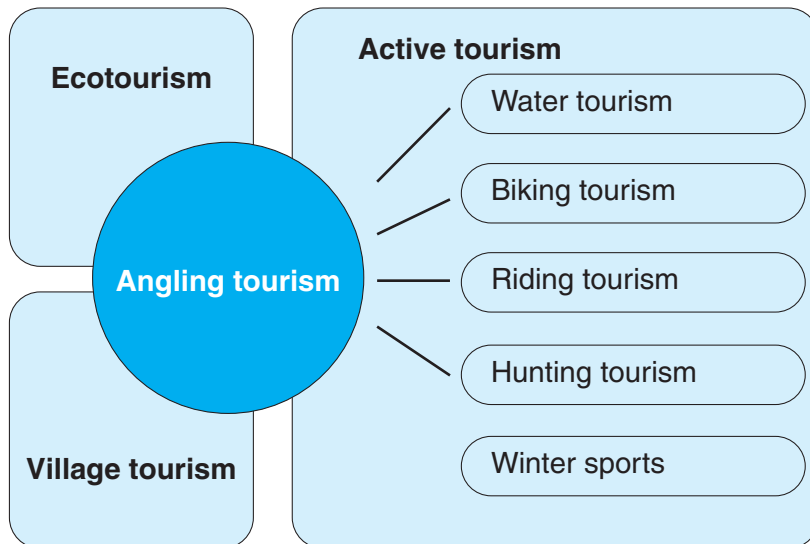 Ecotourism
Active tourism
Water tourism
Biking tourism
Angling tourism
Riding tourism
Hunting tourism
Village tourism
Winter sports